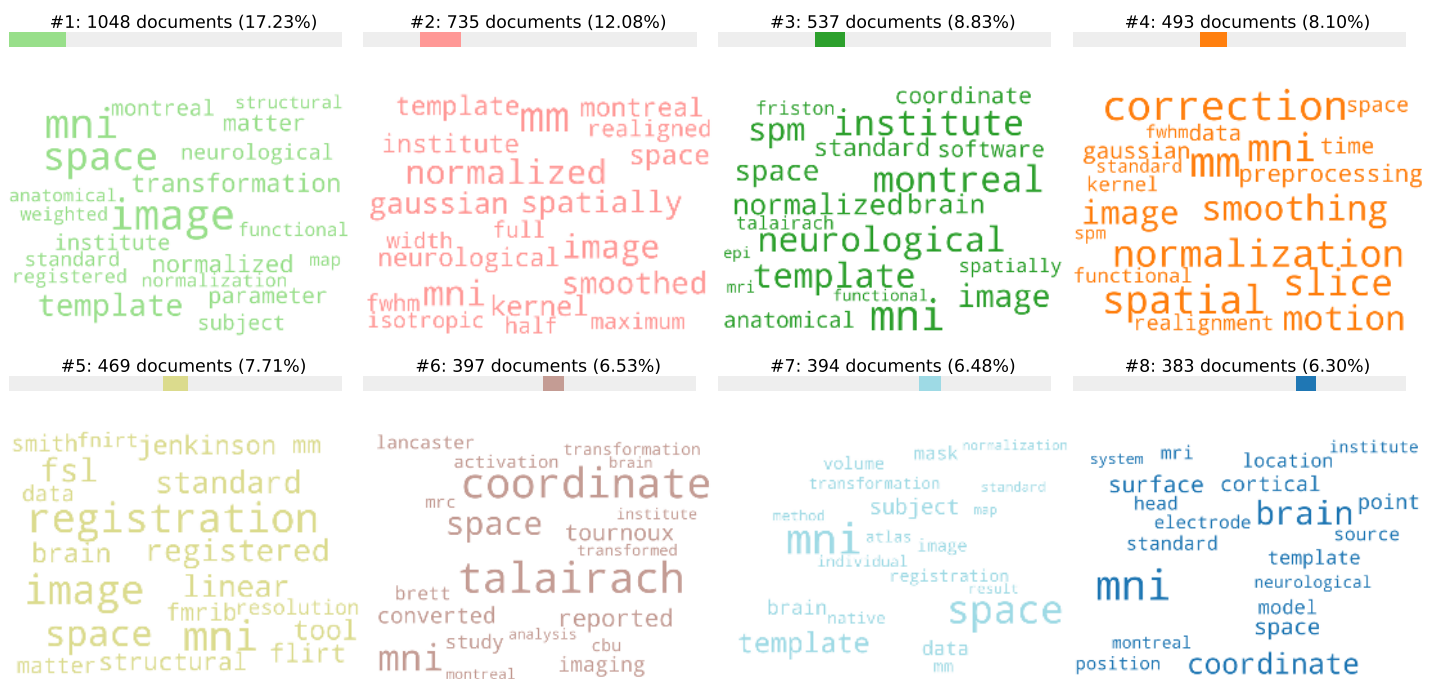 #1: 1048 documents (17.23%)
montreal structural
mni matter
space neurological
transformation
anatomical
weighted image functional
institute
standard normalized map
registered normalization
template parameter
subject
#2: 735 documents (12.08%)
template mm montreal
realigned
institute space
normalized
gaussian spatially
full
width image
neurological
smoothed
fwhm mni kernel
isotropic half maximum
#3: 537 documents (8.83%)
coordinate
friston
spm institute
standard software
space montreal
normalized brain
talairach
neurological
epi
template spatially
mri functional image
anatomical mni
#4: 493 documents (8.10%)
correction space
fwhm data
gaussian mm mni time
standard preprocessing
kernel
image smoothing
spm
normalization
functional slice
spatial
realignment motion
#5: 469 documents (7.71%)
smith fnirt jenkinson mm
fsl standard
data
registration
brain registered
image linear
fmrib resolution
space mni tool
matter structural flirt
#6: 397 documents (6.53%)
lancaster transformation
activation brain
coordinate
mrc
space institute
tournoux
transformed
talairach
brett
converted reported
study analysis cbu
mni imaging
montreal
#7: 394 documents (6.48%)
mask normalization
volume
transformation standard
subject map
method
mni atlas image
individual
registration
result
brain native space
template data
mm
#8: 383 documents (6.30%)
institute
system mri location
surface cortical
head brain point
electrode
standard source
template
mni neurological
model
space
montreal
position coordinate